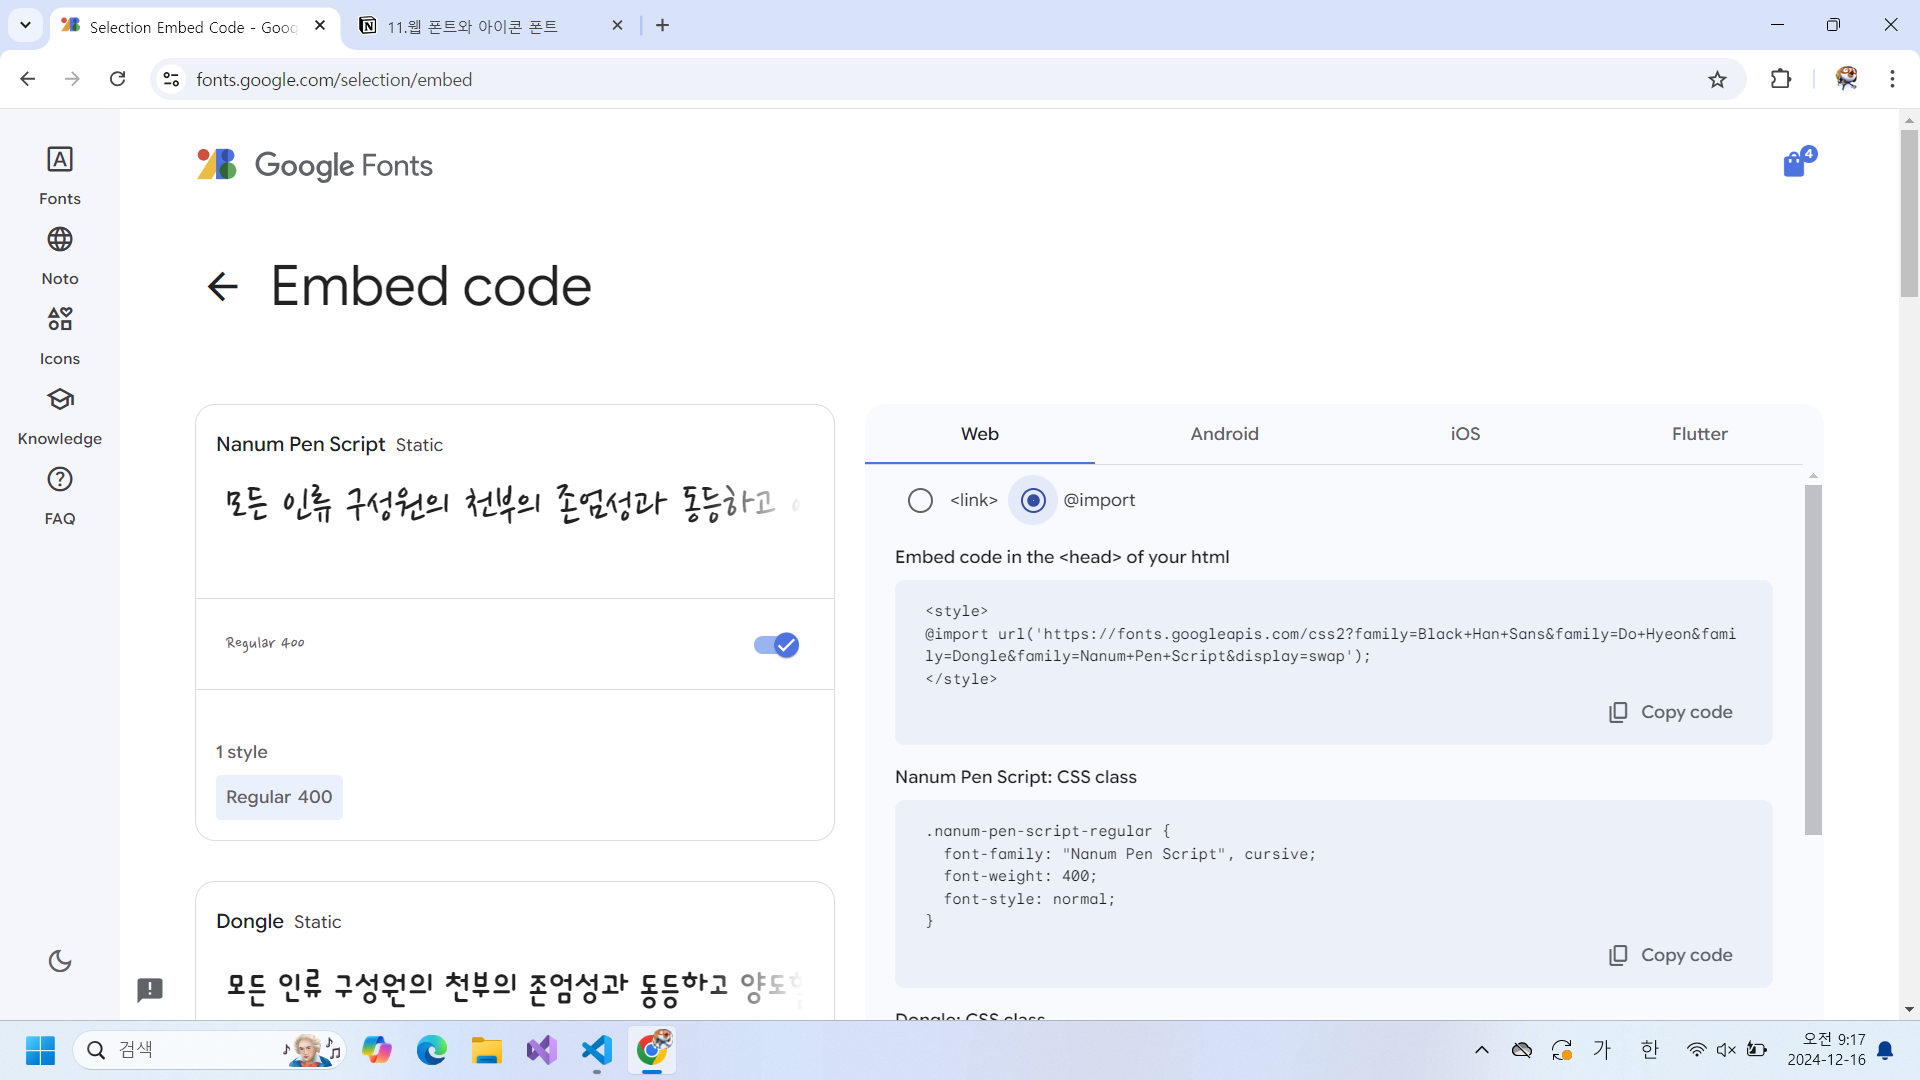 Selection Embed Code - Goog
11.웹 폰트와 아이콘 폰트
fonts.google.com/selection/embed
Fonts
Noto
Icons
Knowledge
FAQ
Google Fonts
4
Embed code
Nanum Pen Script Static
모든 인류 구성원의 천부의 존엄성과 동등하고
Regular 400
1 style
Regular 400
Dongle Static
모든 인류 구성원의 천부의 존엄성과 동등하고 양도
Web
Android
iOS
Flutter
<link>
@import
Embed code in the <head> of your html
<style>
@import url('https://fonts.googleapis.com/css2?family=Black+Han+Sans&family=Do+Hyeon&fami
ly=Dongle&family=Nanum+Pen+Script&display=swap');
</style>
Copy code
Nanum Pen Script: CSS class
.nanum-pen-script-regular {
font-family: "Nanum Pen Script", cursive;
font-weight: 400;
font-style: normal;
}
Copy code
Dongle: CSS class
검색
가
한
오전 9:17
2024-12-16